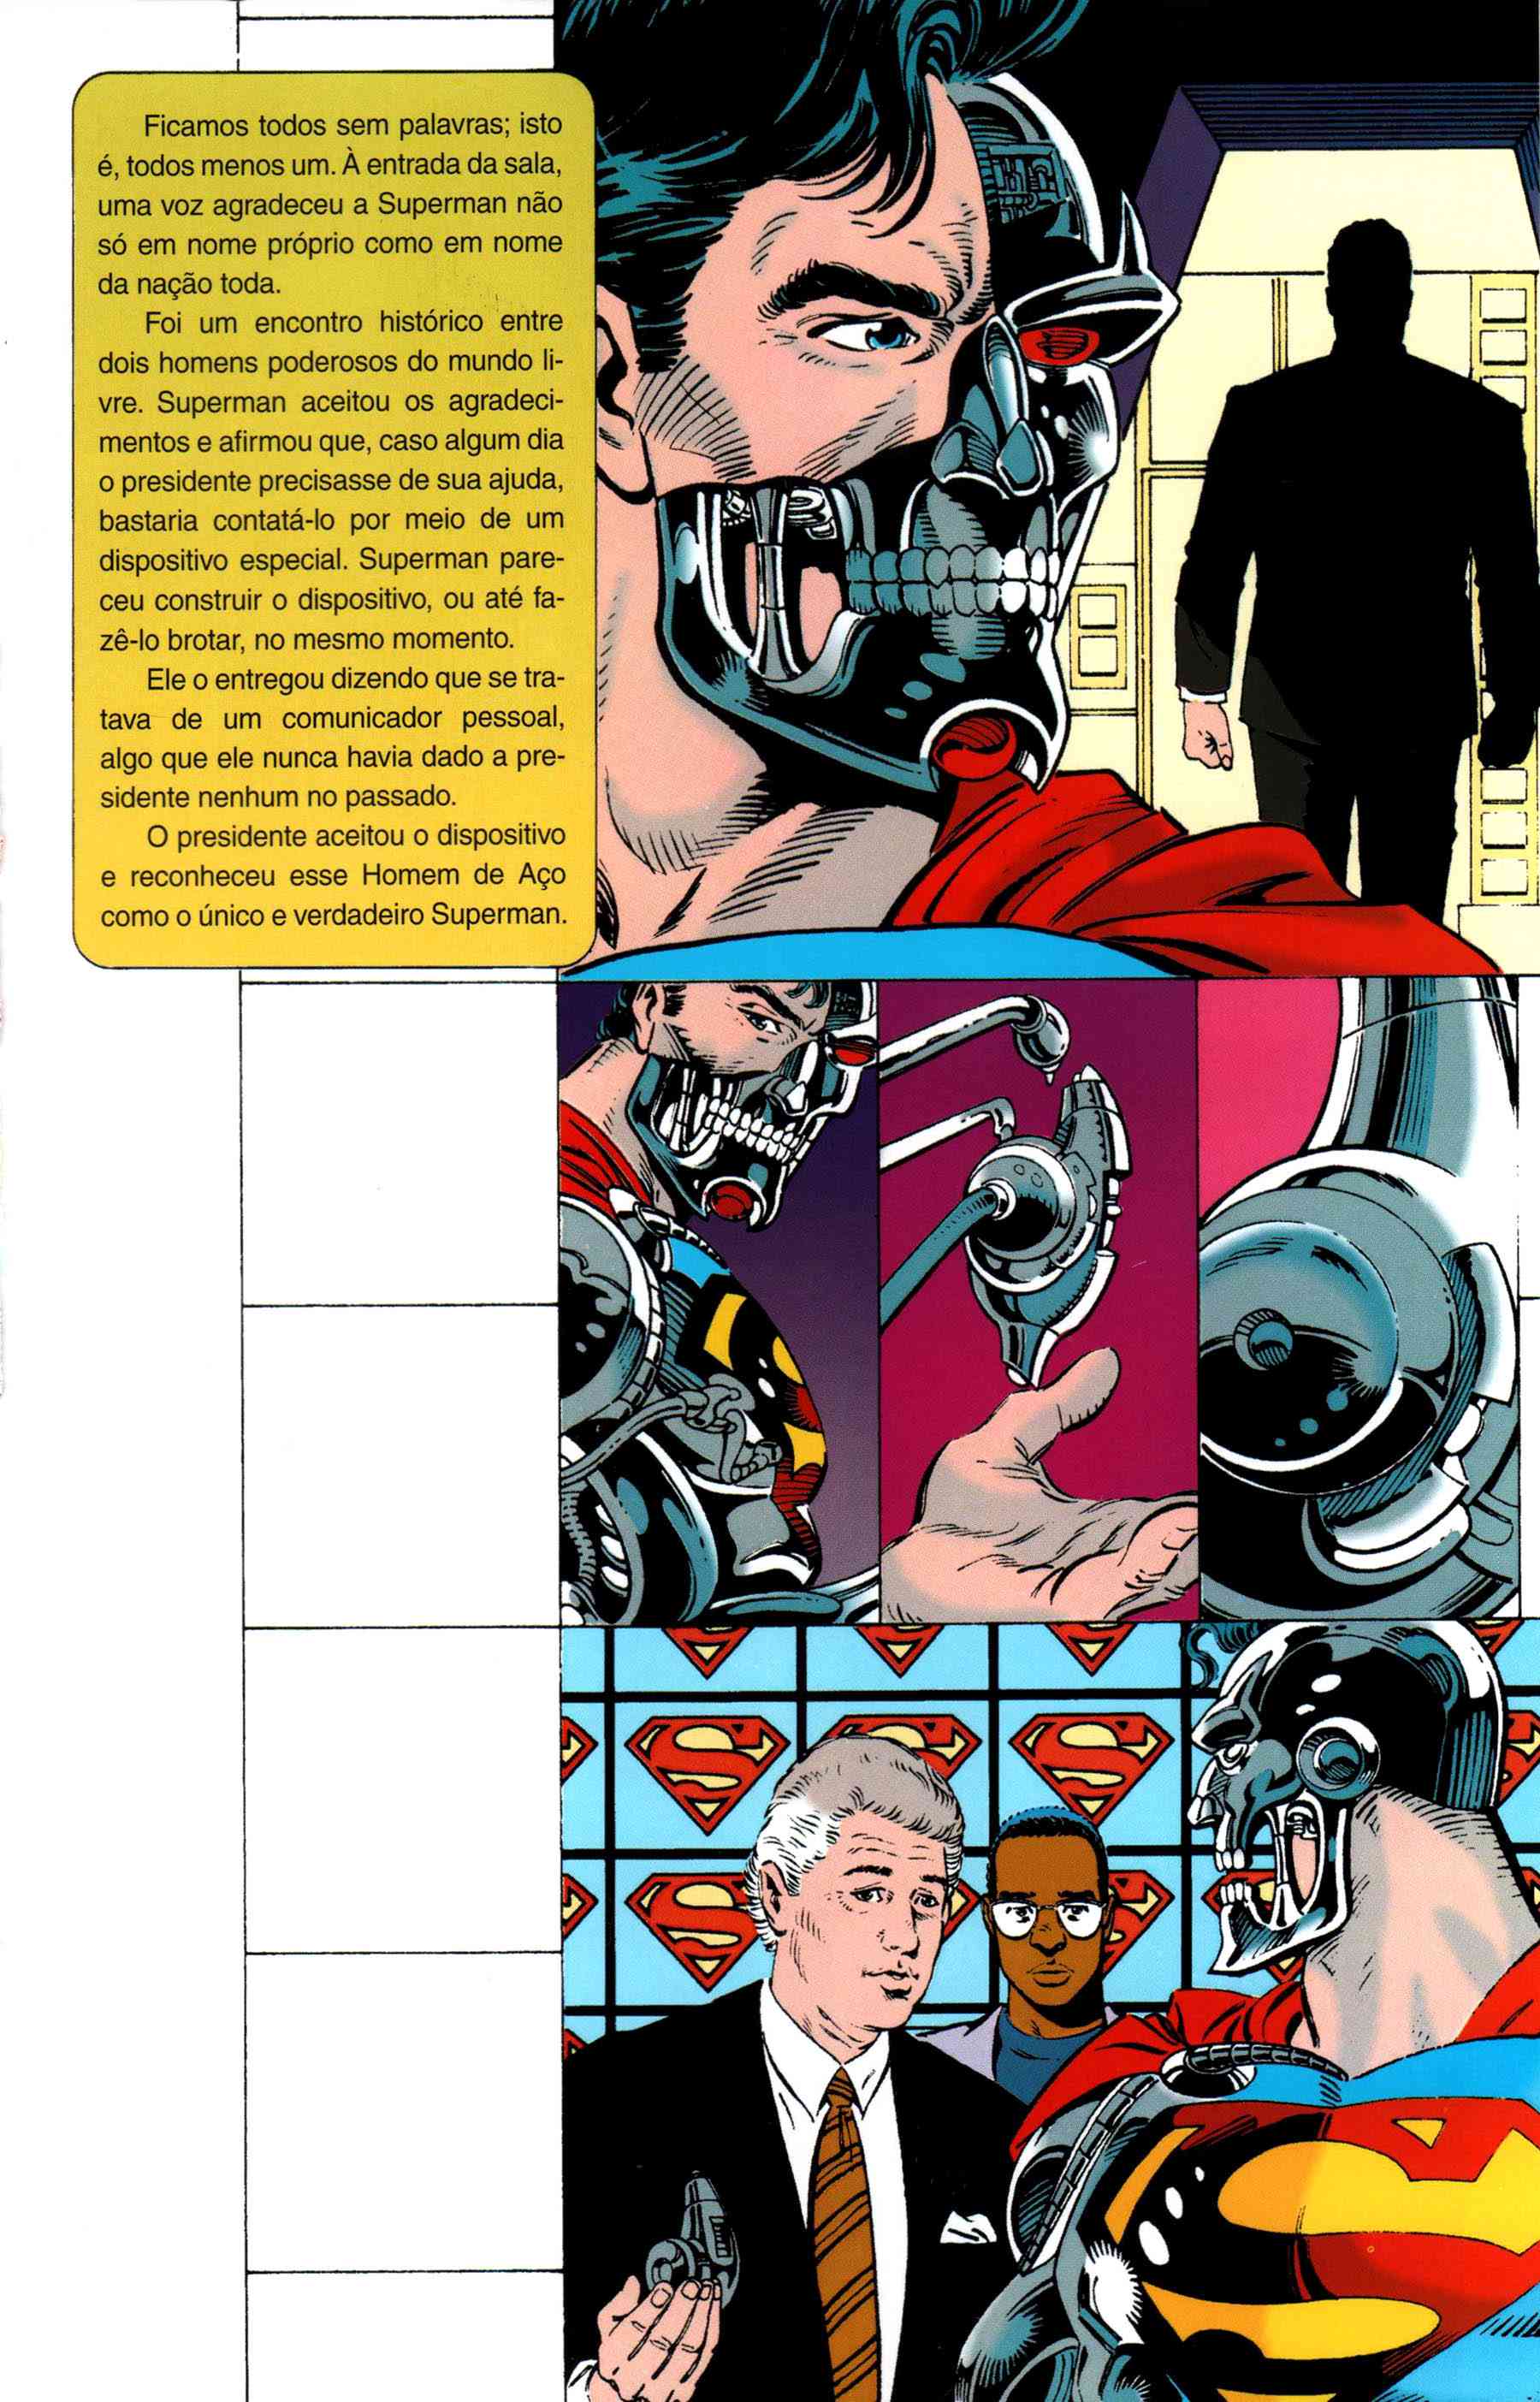 Ficamos todos sem palavras; isto
é, todos menos um. À entrada da sala,
uma voz agradeceu a Superman não
só em nome próprio como em nome
da nação toda.
Foi um encontro histórico entre
dois homens poderosos do mundo li-
vre. Superman aceitou os agradeci-
mentos e afirmou que, caso algum dia
o presidente precisasse de sua ajuda,
bastaria contatá-lo por meio de um
dispositivo especial. Superman pare-
ceu construir o dispositivo, ou até fa-
zê-lo brotar, no mesmo momento.
Ele o entregou dizendo que se tra-
tava de um comunicador pessoal,
algo que ele nunca havia dado a pre-
sidente nenhum no passado.
O presidente aceitou o dispositivo
e reconheceu esse Homem de Aço
como o único e verdadeiro Superman.